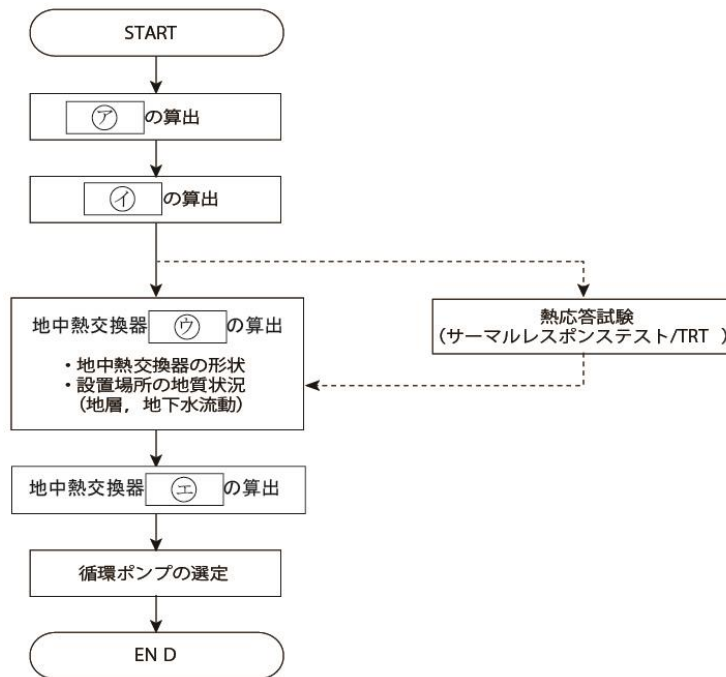 START
㋐の算出
㋑の算出
地中熱交換器 ㋒ の算出
・地中熱交換器の形状
・設置場所の地質状況
(地層，地下水流動)
熱応答試験
(サーマルレスポンステスト/TRT )
地中熱交換器 ㋓ の算出
循環ポンプの選定
EN D